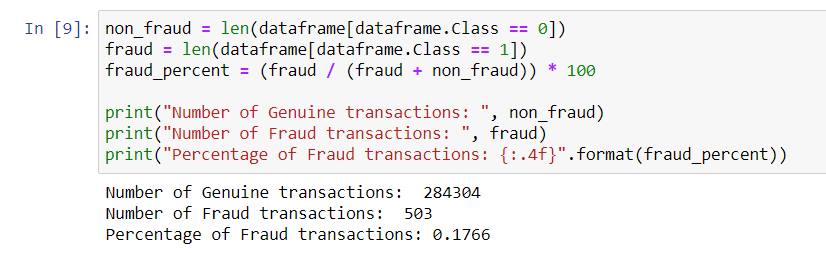 In [9]: non_fraud = len(dataframe[dataframe.Class == 0])
fraud = len(dataframe[dataframe.Class == 1])
fraud_percent = (fraud / (fraud + non_fraud)) * 100
print("Number of Genuine transactions: ", non_fraud)
print("Number of Fraud transactions: ", fraud)
print("Percentage of Fraud transactions: {:.4f}".format(fraud_percent))
Number of Genuine transactions:  284304
Number of Fraud transactions:  503
Percentage of Fraud transactions: 0.1766